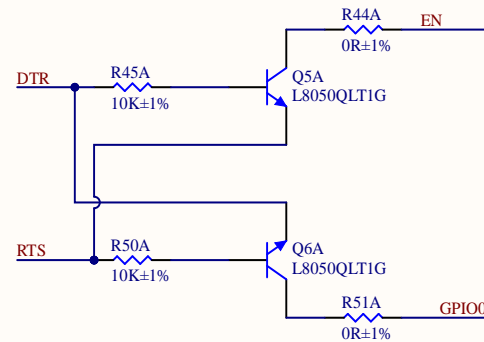 R44A
EN
0R±1%
DTR
R45A
10K±1%
Q5A
L8050QLT1G
RTS
R50A
10K±1%
Q6A
L8050QLT1G
R51A
GPIO0
0R±1%